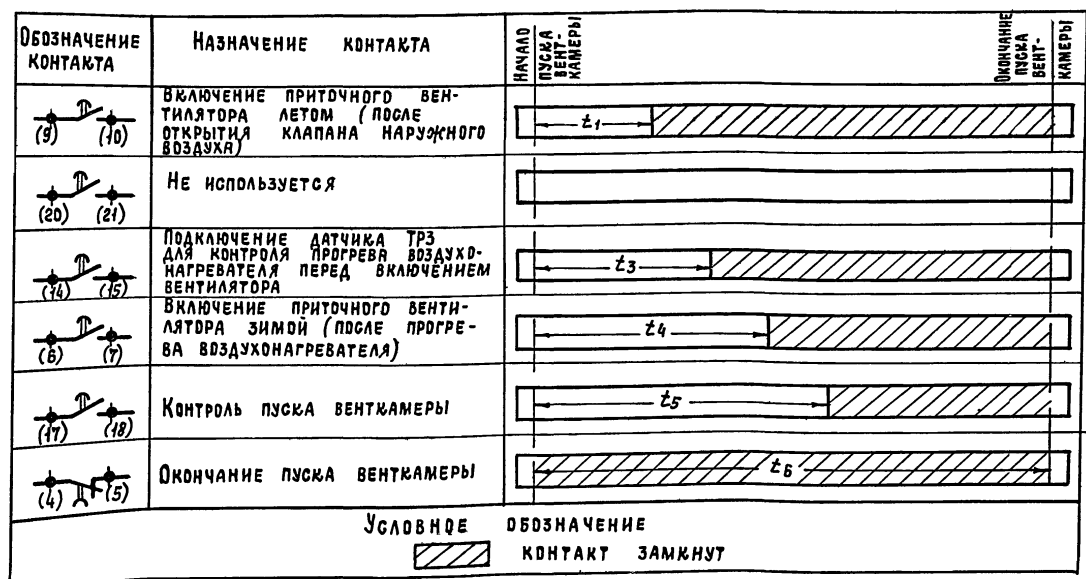 ОБОЗНАЧЕНИЕ
КОНТАКТА
НАЗНАЧЕНИЕ КОНТАКТА
НАЧАЛО
ПУСКА
ВЕНТ-
КАМЕРЫ
ОКОНЧАНИЕ
ПУСКА
ВЕНТ-
КАМЕРЫ
(9) (10)
ВКЛЮЧЕНИЕ ПРИТОЧНОГО ВЕН-
ТИЛЯТОРА ЛЕТОМ (ПОСЛЕ
ОТКРЫТИЯ КЛАПАНА НАРУЖНОГО
ВОЗДУХА)
t1
(20) (21)
НЕ ИСПОЛЬЗУЕТСЯ
(14) (15)
ПОДКЛЮЧЕНИЕ ДАТЧИКА ТР3
ДЛЯ КОНТРОЛЯ ПРОГРЕВА ВОЗДУХО-
НАГРЕВАТЕЛЯ ПЕРЕД ВКЛЮЧЕНИЕМ
ВЕНТИЛЯТОРА
t3
(6) (7)
ВКЛЮЧЕНИЕ ПРИТОЧНОГО ВЕНТИ-
ЛЯТОРА ЗИМОЙ (ПОСЛЕ ПРОГРЕ-
ВА ВОЗДУХОНАГРЕВАТЕЛЯ)
t4
(17) (18)
КОНТРОЛЬ ПУСКА ВЕНТКАМЕРЫ
t5
(4) (5)
ОКОНЧАНИЕ ПУСКА ВЕНТКАМЕРЫ
t6
УСЛОВНОЕ ОБОЗНАЧЕНИЕ
КОНТАКТ ЗАМКНУТ